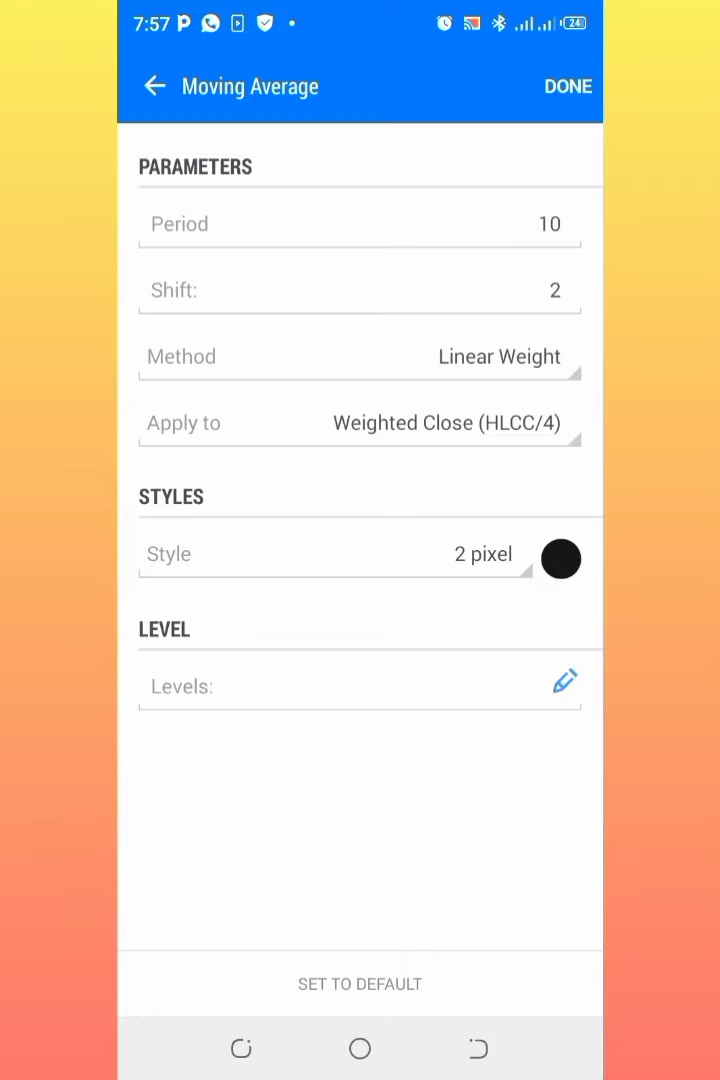 7:57 24
Moving Average DONE
PARAMETERS
Period 10
Shift: 2
Method Linear Weight
Apply to Weighted Close (HLCC/4)
STYLES
Style 2 pixel
LEVEL
Levels:
SET TO DEFAULT